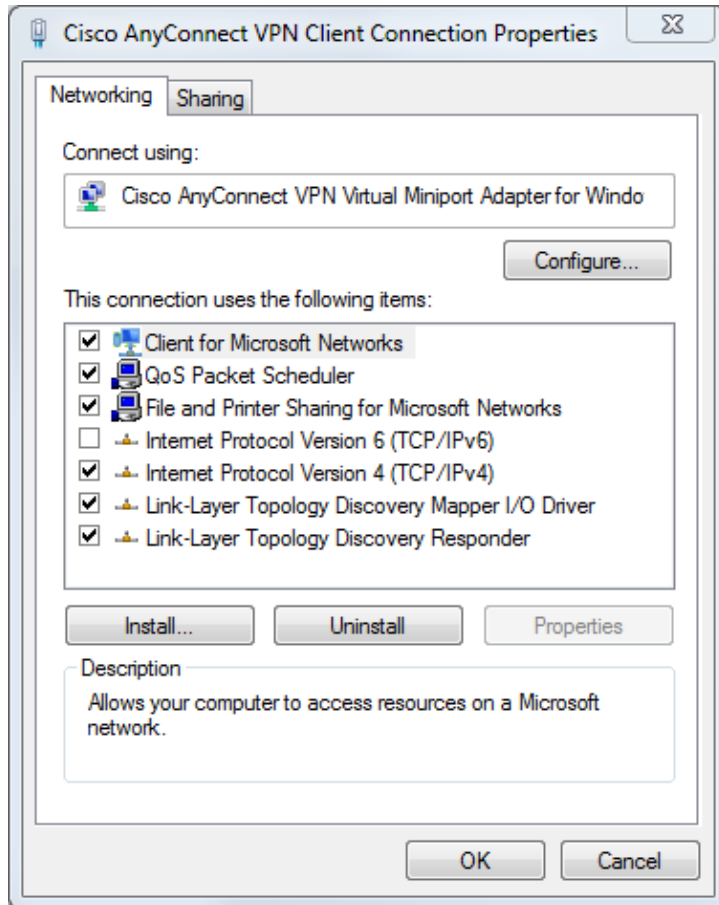 Cisco AnyConnect VPN Client Connection Properties
Networking
Sharing
Connect using:
Cisco AnyConnect VPN Virtual Miniport Adapter for Windo
Configure...
This connection uses the following items:
Client for Microsoft Networks
QoS Packet Scheduler
File and Printer Sharing for Microsoft Networks
Internet Protocol Version 6 (TCP/IPv6)
Internet Protocol Version 4 (TCP/IPv4)
Link-Layer Topology Discovery Mapper I/O Driver
Link-Layer Topology Discovery Responder
Install...
Uninstall
Properties
Description
Allows your computer to access resources on a Microsoft
network.
OK
Cancel